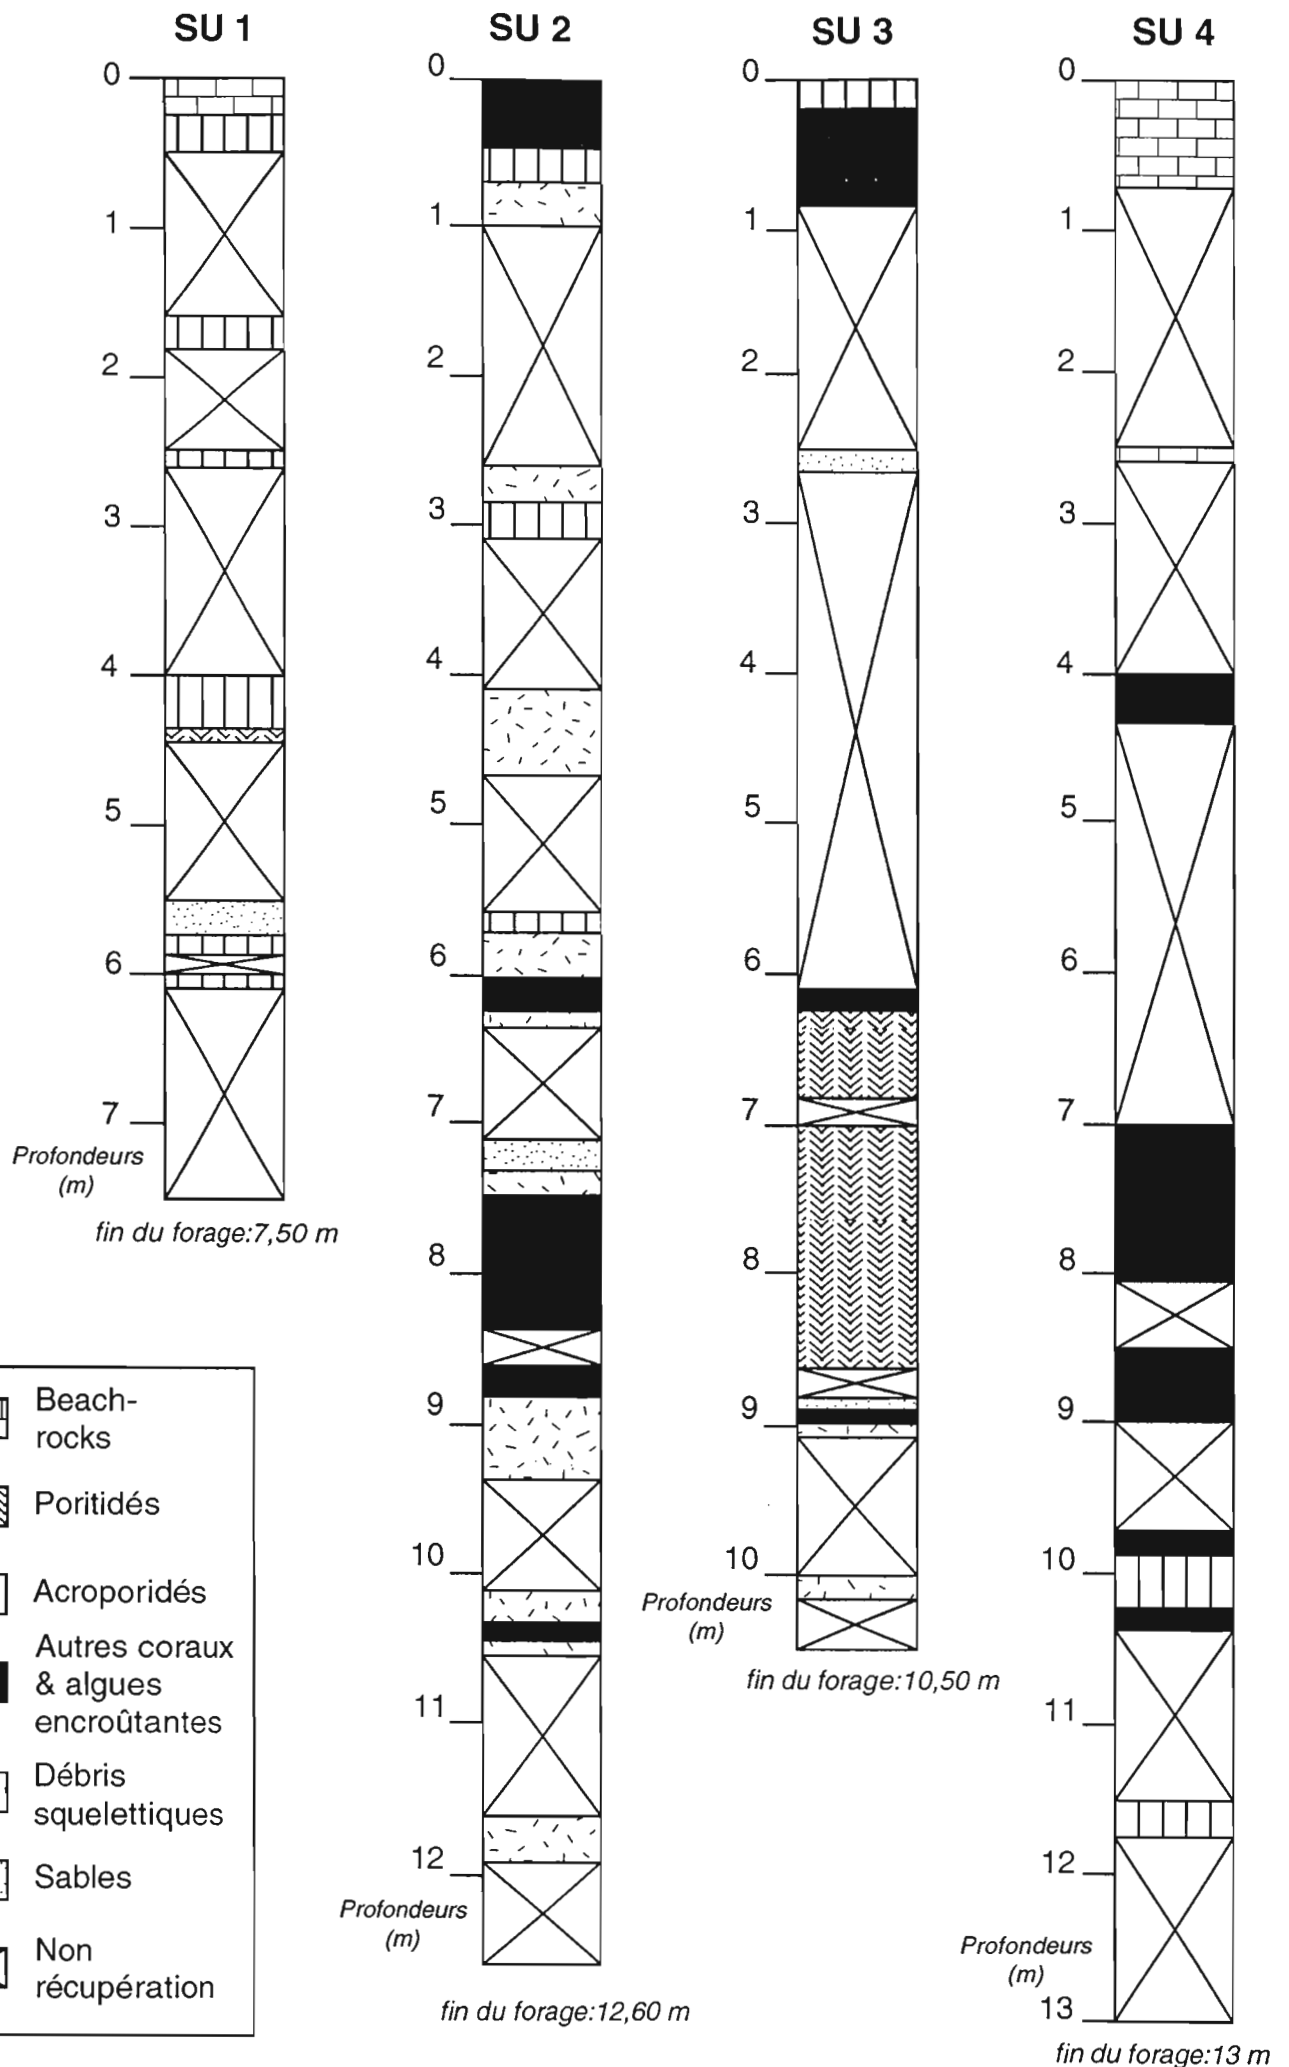 SU 1
0
1
2
3
4
5
6
7
Profondeurs
(m)
fin du forage:7,50 m
SU 2
0
1
2
3
4
5
6
7
8
9
10
11
12
Profondeurs
(m)
fin du forage:12,60 m
SU 3
0
1
2
3
4
5
6
7
8
9
10
Profondeurs
(m)
fin du forage:10,50 m
SU 4
0
1
2
3
4
5
6
7
8
9
10
11
12
Profondeurs
(m)
13
fin du forage:13 m
Beach-
rocks
Poritidés
Acroporidés
Autres coraux
& algues
encroûtantes
Débris
squelettiques
Sables
Non
récupération